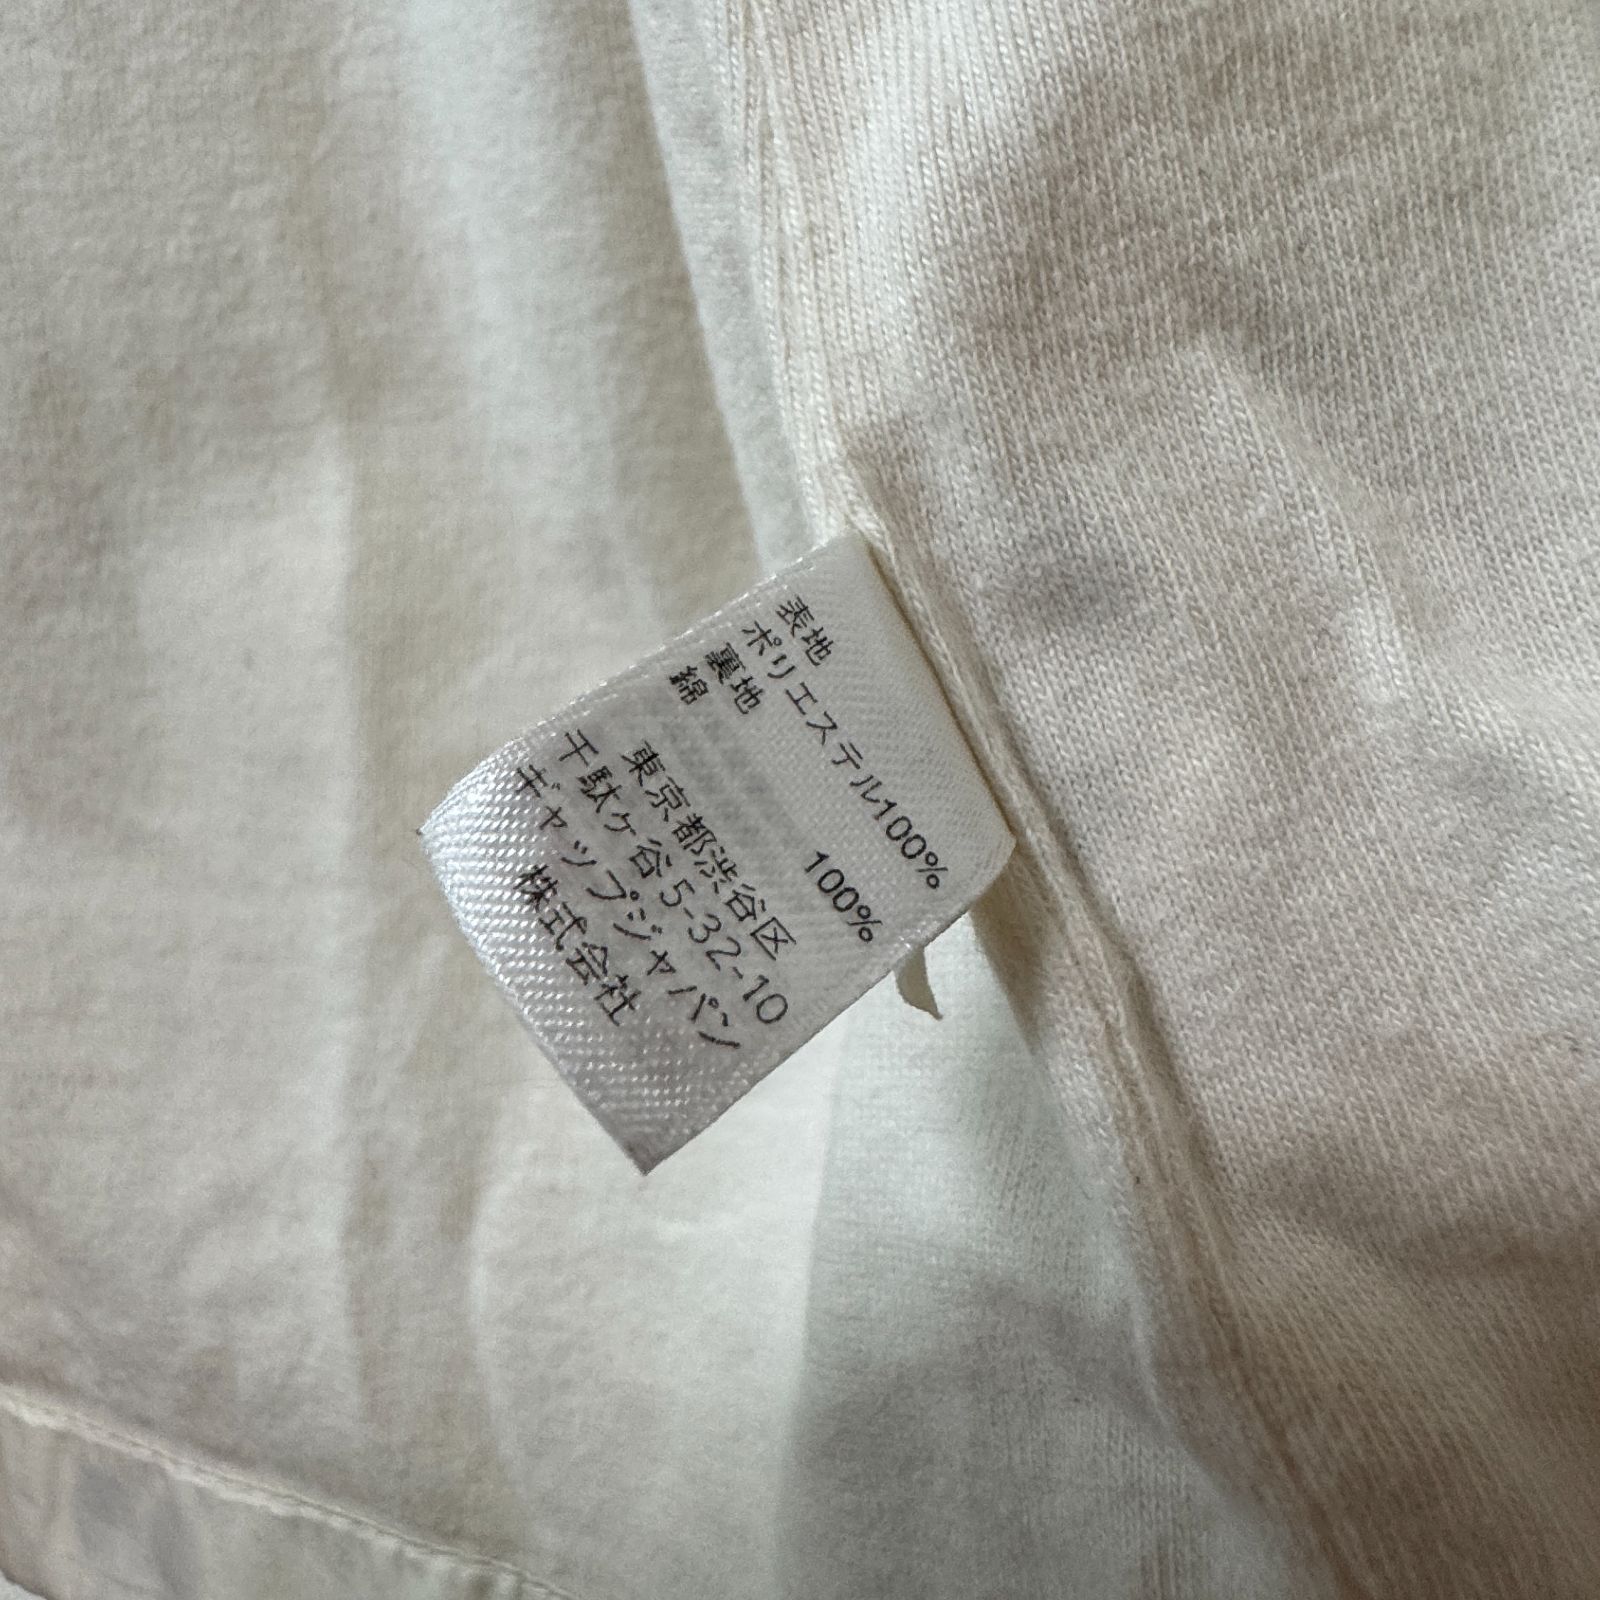 表地
ポリエステル100%
裏地
綿 100%
東京都渋谷区
千駄ヶ谷5-32-10
ギャップジャパン
株式会社